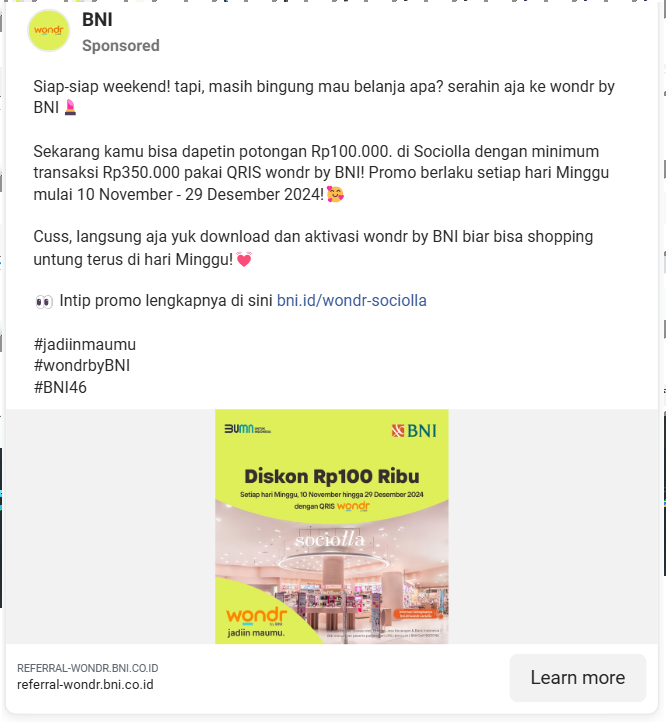 wondr
BNI
Sponsored
Siap-siap weekend! tapi, masih bingung mau belanja apa? serahin aja ke wondr by
BNI💄
Sekarang kamu bisa dapetin potongan Rp100.000. di Sociolla dengan minimum
transaksi Rp350.000 pakai QRIS wondr by BNI! Promo berlaku setiap hari Minggu
mulai 10 November - 29 Desember 2024!🥰
Cuss, langsung aja yuk download dan aktivasi wondr by BNI biar bisa shopping
untung terus di hari Minggu!💓
👀 Intip promo lengkapnya di sini bni.id/wondr-sociolla
#jadiinmaumu
#wondrbyBNI
#BNI46
BUMN UNTUK INDONESIA
BNI
Diskon Rp100 Ribu
Setiap hari Minggu, 10 November hingga 29 Desember 2024
dengan QRIS wondr
sociolla
wondr
by BNI
jadiin maumu.
REFERRAL-WONDR.BNI.CO.ID
referral-wondr.bni.co.id
Learn more